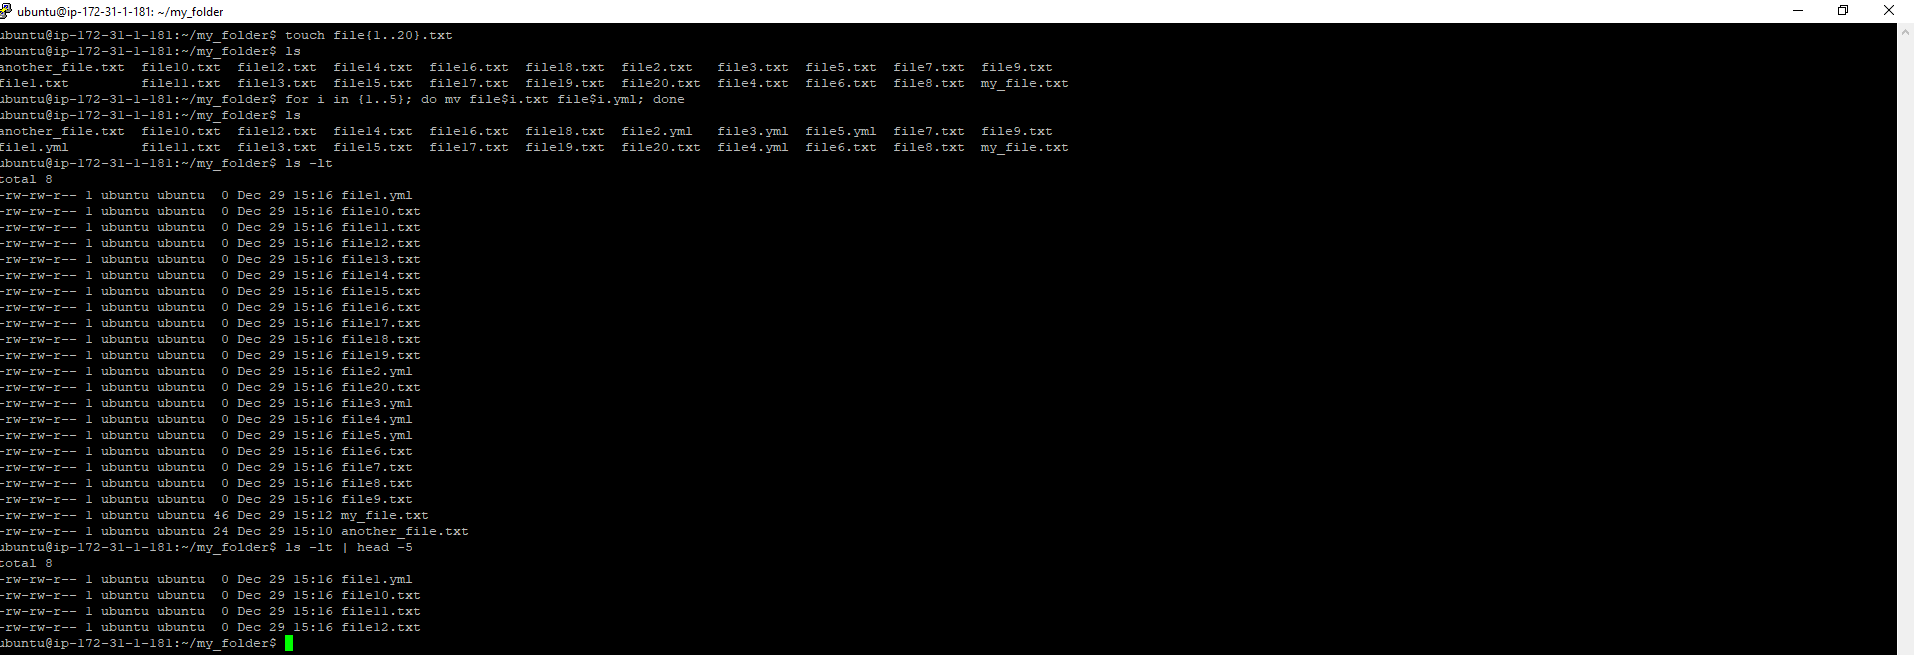 ubuntu@ip-172-31-1-181: ~/my_folder
ubuntu@ip-172-31-1-181:~/my_folder$ touch file{1..20}.txt
ubuntu@ip-172-31-1-181:~/my_folder$ ls
another_file.txt  file10.txt  file12.txt  file14.txt  file16.txt  file18.txt  file2.txt   file3.txt  file5.txt  file7.txt  file9.txt
file1.txt         file11.txt  file13.txt  file15.txt  file17.txt  file19.txt  file20.txt  file4.txt  file6.txt  file8.txt  my_file.txt
ubuntu@ip-172-31-1-181:~/my_folder$ for i in {1..5}; do mv file$i.txt file$i.yml; done
ubuntu@ip-172-31-1-181:~/my_folder$ ls
another_file.txt  file10.txt  file12.txt  file14.txt  file16.txt  file18.txt  file2.yml   file3.yml  file5.yml  file7.txt  file9.txt
file1.yml         file11.txt  file13.txt  file15.txt  file17.txt  file19.txt  file20.txt  file4.yml  file6.txt  file8.txt  my_file.txt
ubuntu@ip-172-31-1-181:~/my_folder$ ls -lt
total 8
-rw-rw-r-- 1 ubuntu ubuntu  0 Dec 29 15:16 file1.yml
-rw-rw-r-- 1 ubuntu ubuntu  0 Dec 29 15:16 file10.txt
-rw-rw-r-- 1 ubuntu ubuntu  0 Dec 29 15:16 file11.txt
-rw-rw-r-- 1 ubuntu ubuntu  0 Dec 29 15:16 file12.txt
-rw-rw-r-- 1 ubuntu ubuntu  0 Dec 29 15:16 file13.txt
-rw-rw-r-- 1 ubuntu ubuntu  0 Dec 29 15:16 file14.txt
-rw-rw-r-- 1 ubuntu ubuntu  0 Dec 29 15:16 file15.txt
-rw-rw-r-- 1 ubuntu ubuntu  0 Dec 29 15:16 file16.txt
-rw-rw-r-- 1 ubuntu ubuntu  0 Dec 29 15:16 file17.txt
-rw-rw-r-- 1 ubuntu ubuntu  0 Dec 29 15:16 file18.txt
-rw-rw-r-- 1 ubuntu ubuntu  0 Dec 29 15:16 file19.txt
-rw-rw-r-- 1 ubuntu ubuntu  0 Dec 29 15:16 file2.yml
-rw-rw-r-- 1 ubuntu ubuntu  0 Dec 29 15:16 file20.txt
-rw-rw-r-- 1 ubuntu ubuntu  0 Dec 29 15:16 file3.yml
-rw-rw-r-- 1 ubuntu ubuntu  0 Dec 29 15:16 file4.yml
-rw-rw-r-- 1 ubuntu ubuntu  0 Dec 29 15:16 file5.yml
-rw-rw-r-- 1 ubuntu ubuntu  0 Dec 29 15:16 file6.txt
-rw-rw-r-- 1 ubuntu ubuntu  0 Dec 29 15:16 file7.txt
-rw-rw-r-- 1 ubuntu ubuntu  0 Dec 29 15:16 file8.txt
-rw-rw-r-- 1 ubuntu ubuntu  0 Dec 29 15:16 file9.txt
-rw-rw-r-- 1 ubuntu ubuntu 46 Dec 29 15:12 my_file.txt
-rw-rw-r-- 1 ubuntu ubuntu 24 Dec 29 15:10 another_file.txt
ubuntu@ip-172-31-1-181:~/my_folder$ ls -lt | head -5
total 8
-rw-rw-r-- 1 ubuntu ubuntu  0 Dec 29 15:16 file1.yml
-rw-rw-r-- 1 ubuntu ubuntu  0 Dec 29 15:16 file10.txt
-rw-rw-r-- 1 ubuntu ubuntu  0 Dec 29 15:16 file11.txt
-rw-rw-r-- 1 ubuntu ubuntu  0 Dec 29 15:16 file12.txt
ubuntu@ip-172-31-1-181:~/my_folder$